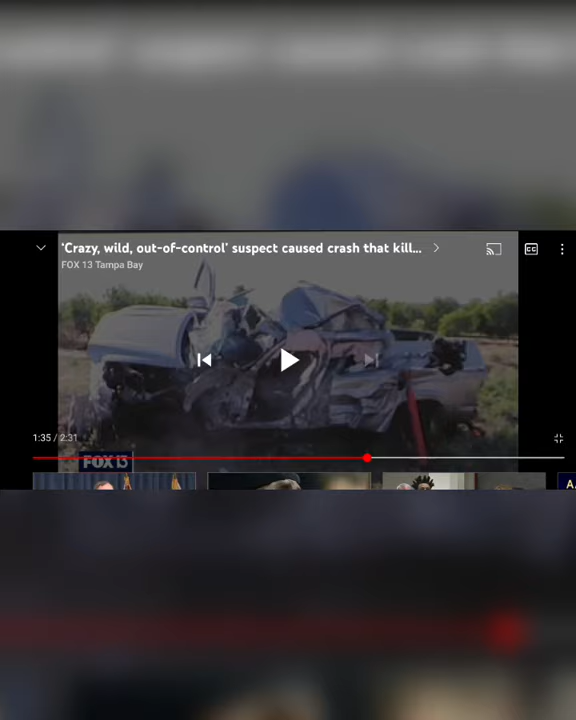 'Crazy, wild, out-of-control' suspect caused crash that kill...
FOX 13 Tampa Bay
CC
1:35 / 2:31
FOX 13
A.